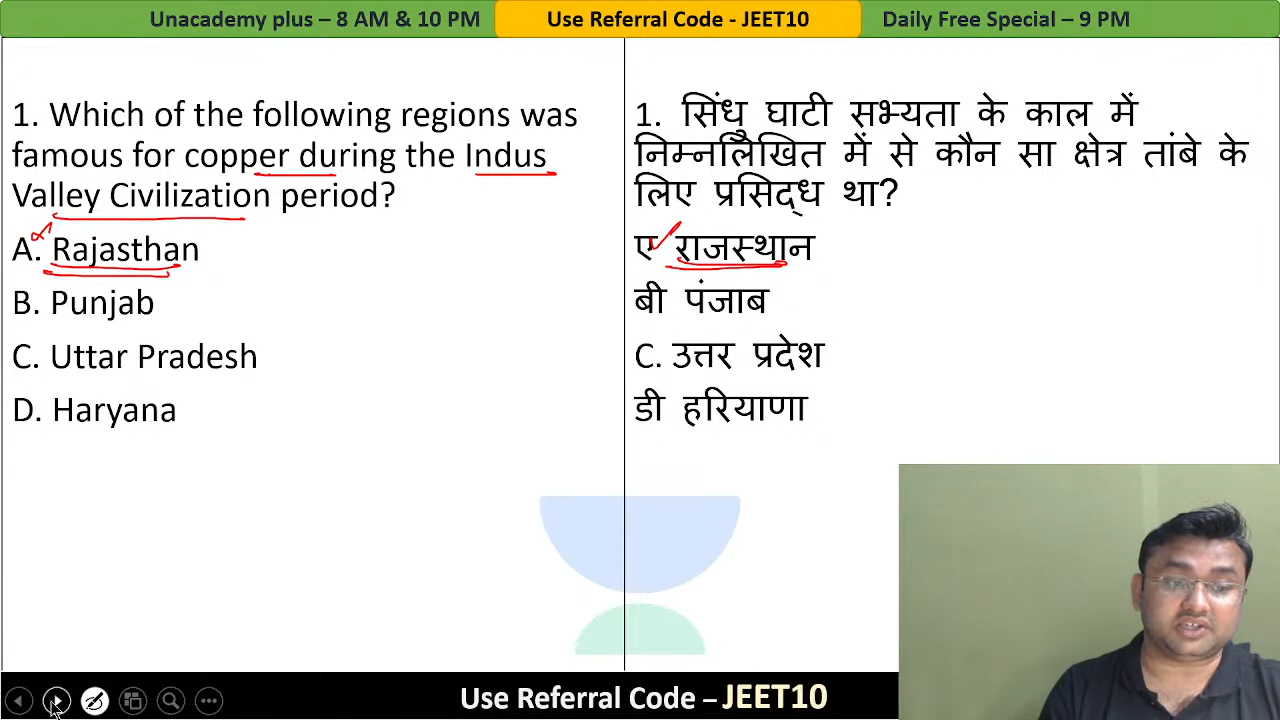 Unacademy plus – 8 AM & 10 PM
Use Referral Code - JEET10
Daily Free Special – 9 PM
1. Which of the following regions was
famous for copper during the Indus
Valley Civilization period?
A. Rajasthan
B. Punjab
C. Uttar Pradesh
D. Haryana
1. सिंधु घाटी सभ्यता के काल में
निम्नलिखित में से कौन सा क्षेत्र तांबे के
लिए प्रसिद्ध था?
ए राजस्थान
बी पंजाब
C. उत्तर प्रदेश
डी हरियाणा
Use Referral Code – JEET10